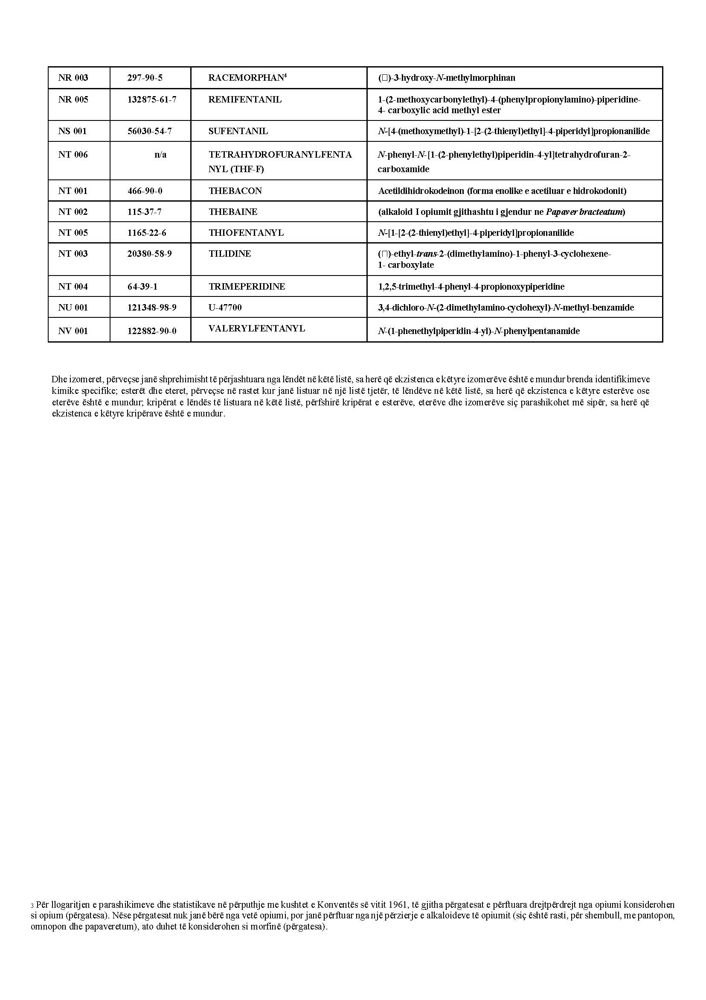 NR 003 297-90-5 RACEMORPHAN⁴ (□)-3-hydroxy-N-methylmorphinan
NR 005 132875-61-7 REMIFENTANIL 1-(2-methoxycarbonylethyl)-4-(phenylpropionylamino)-piperidine-
4- carboxylic acid methyl ester
NS 001 56030-54-7 SUFENTANIL N-[4-(methoxymethyl)-1-[2-(2-thienyl)ethyl]-4-piperidyl]propionanilide
NT 006 n/a TETRAHYDROFURANYLFENTA N-phenyl-N-[1-(2-phenylethyl)piperidin-4-yl]tetrahydrofuran-2-
NYL (THF-F) carboxamide
NT 001 466-90-0 THEBACON Acetildihidrokodeinon (forma enolike e acetiluar e hidrokodonit)
NT 002 115-37-7 THEBAINE (alkaloid I opiumit gjithashtu i gjendur ne Papaver bracteatum)
NT 005 1165-22-6 THIOFENTANYL N-[1-[2-(2-thienyl)ethyl]-4-piperidyl]propionanilide
NT 003 20380-58-9 TILIDINE (□)-ethyl-trans-2-(dimethylamino)-1-phenyl-3-cyclohexene-
1- carboxylate
NT 004 64-39-1 TRIMEPERIDINE 1,2,5-trimethyl-4-phenyl-4-propionoxypiperidine
NU 001 121348-98-9 U-47700 3,4-dichloro-N-(2-dimethylamino-cyclohexyl)-N-methyl-benzamide
NV 001 122882-90-0 VALERYLFENTANYL N-(1-phenethylpiperidin-4-yl)-N-phenylpentanamide
Dhe izomeret, përveçse janë shprehimisht të përjashtuara nga lëndët në këtë listë, sa herë që ekzistenca e këtyre izomerëve është e mundur brenda identifikimeve
kimike specifike; esterët dhe eteret, përveçse në rastet kur janë listuar në një listë tjetër, të lëndëve në këtë listë, sa herë që ekzistenca e këtyre esterëve ose
eterëve është e mundur; kripërat e lëndës të listuara në këtë listë, përfshirë kripërat e esterëve, eterëve dhe izomerëve siç parashikohet më sipër, sa herë që
ekzistenca e këtyre kripërave është e mundur.
3 Për llogaritjen e parashikimeve dhe statistikave në përputhje me kushtet e Konventës së vitit 1961, të gjitha përgatesat e përftuara drejtpërdrejt nga opiumi konsiderohen
si opium (përgatesa). Nëse përgatesat nuk janë bërë nga vetë opiumi, por janë përftuar nga një përzierje e alkaloideve të opiumit (siç është rasti, për shembull, me pantopon,
omnopon dhe papaveretum), ato duhet të konsiderohen si morfinë (përgatesa).